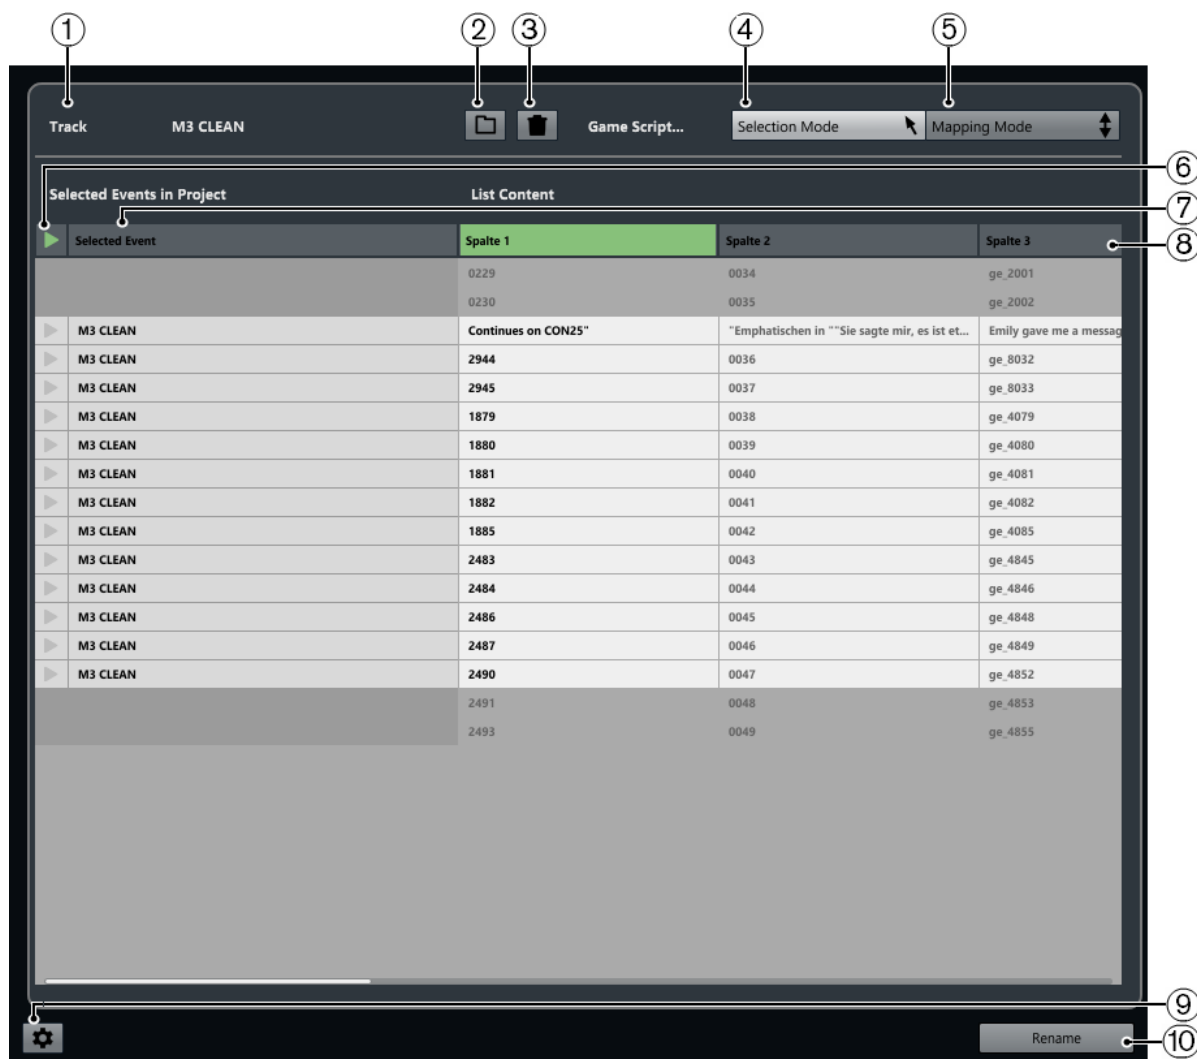 ① ② ③ ④ ⑤
Track M3 CLEAN Game Script... Selection Mode Mapping Mode
⑥
Selected Events in Project List Content
⑦
Selected Event Spalte 1 Spalte 2 Spalte 3 ⑧
0229 0034 ge_2001
0230 0035 ge_2002
M3 CLEAN Continues on CON25" "Emphatischen in ""Sie sagte mir, es ist et... Emily gave me a messag
M3 CLEAN 2944 0036 ge_8032
M3 CLEAN 2945 0037 ge_8033
M3 CLEAN 1879 0038 ge_4079
M3 CLEAN 1880 0039 ge_4080
M3 CLEAN 1881 0040 ge_4081
M3 CLEAN 1882 0041 ge_4082
M3 CLEAN 1885 0042 ge_4085
M3 CLEAN 2483 0043 ge_4845
M3 CLEAN 2484 0044 ge_4846
M3 CLEAN 2486 0045 ge_4848
M3 CLEAN 2487 0046 ge_4849
M3 CLEAN 2490 0047 ge_4852
2491 0048 ge_4853
2493 0049 ge_4855
⑨
Rename ⑩